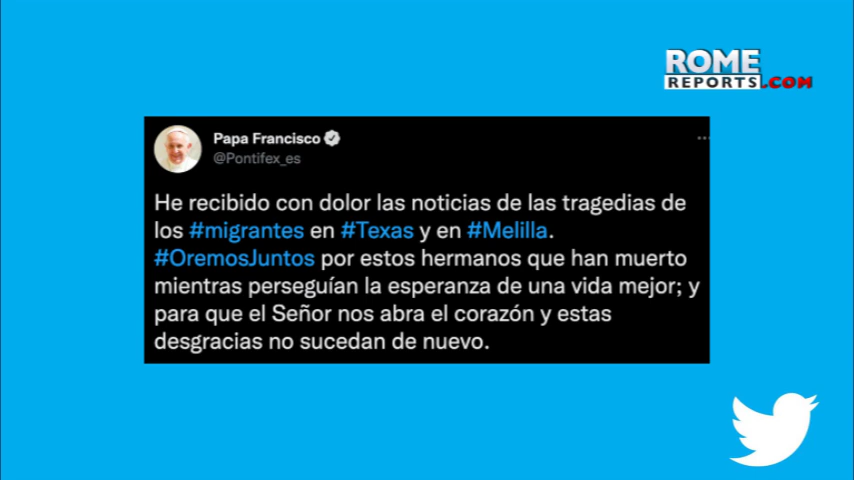 ROME
REPORTS.COM
Papa Francisco
@Pontifex_es
He recibido con dolor las noticias de las tragedias de
los #migrantes en #Texas y en #Melilla.
#OremosJuntos por estos hermanos que han muerto
mientras perseguían la esperanza de una vida mejor; y
para que el Señor nos abra el corazón y estas
desgracias no sucedan de nuevo.